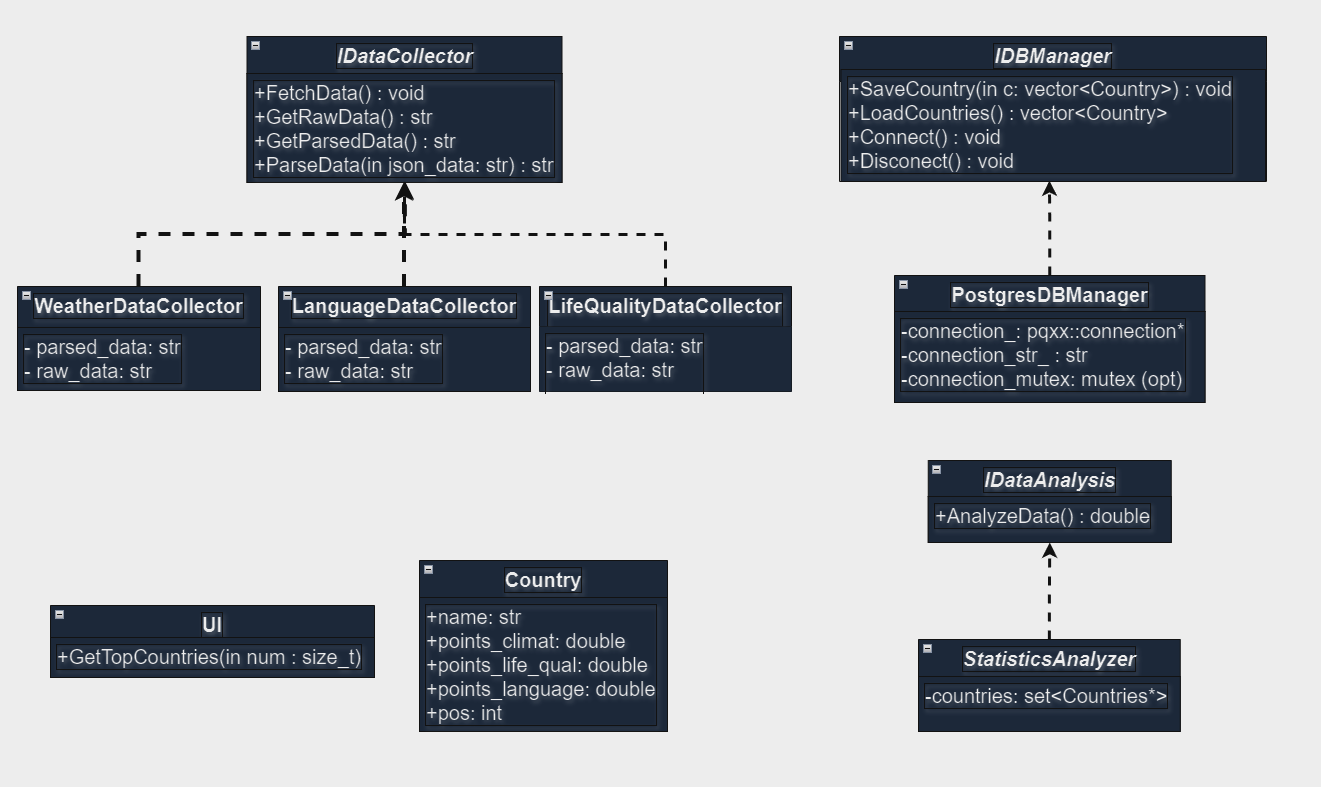 IDataCollector
+FetchData() : void
+GetRawData() : str
+GetParsedData() : str
+ParseData(in json_data: str) : str
IDBManager
+SaveCountry(in c: vector<Country>) : void
+LoadCountries() : vector<Country>
+Connect() : void
+Disconect() : void
WeatherDataCollector
- parsed_data: str
- raw_data: str
LanguageDataCollector
- parsed_data: str
- raw_data: str
LifeQualityDataCollector
- parsed_data: str
- raw_data: str
PostgresDBManager
-connection_: pqxx::connection*
-connection_str_ : str
-connection_mutex: mutex (opt)
IDataAnalysis
+AnalyzeData() : double
UI
+GetTopCountries(in num : size_t)
Country
+name: str
+points_climat: double
+points_life_qual: double
+points_language: double
+pos: int
StatisticsAnalyzer
-countries: set<Countries*>